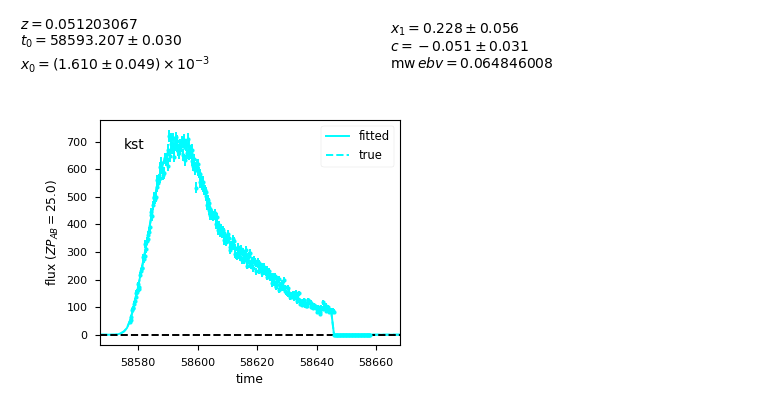 z = 0.051203067
t₀ = 58593.207 ± 0.030
x₀ = (1.610 ± 0.049) × 10⁻³
x₁ = 0.228 ± 0.056
c = −0.051 ± 0.031
mw ebv = 0.064846008
kst
fitted
true
flux (ZP_AB = 25.0)
700
600
500
400
300
200
100
0
58580 58600 58620 58640 58660
time